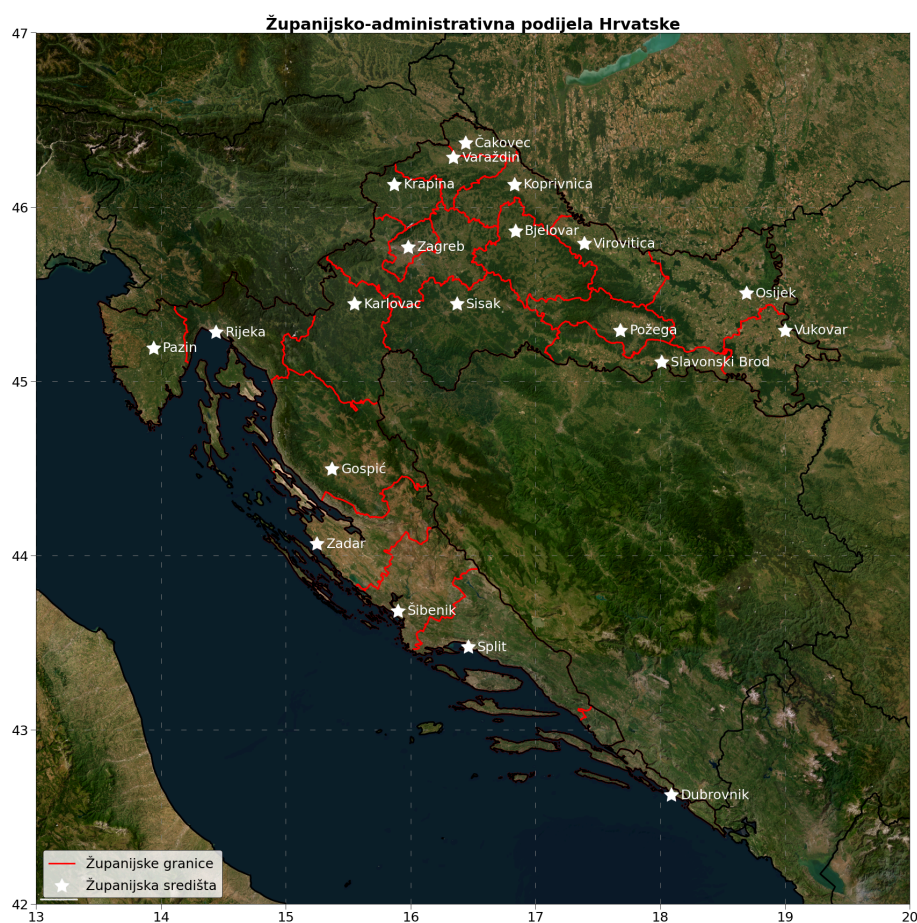 Županijsko-administrativna podijela Hrvatske
47
Čakovec
Varaždin
Krapina
Koprivnica
46
Bjelovar
Zagreb
Virovitica
Osijek
Karlovac
Sisak
Rijeka
Požega
Vukovar
Pazin
Slavonski Brod
45
Gospić
44
Zadar
Šibenik
Split
43
Dubrovnik
Županijske granice
Županijska središta
42
13 14 15 16 17 18 19 20